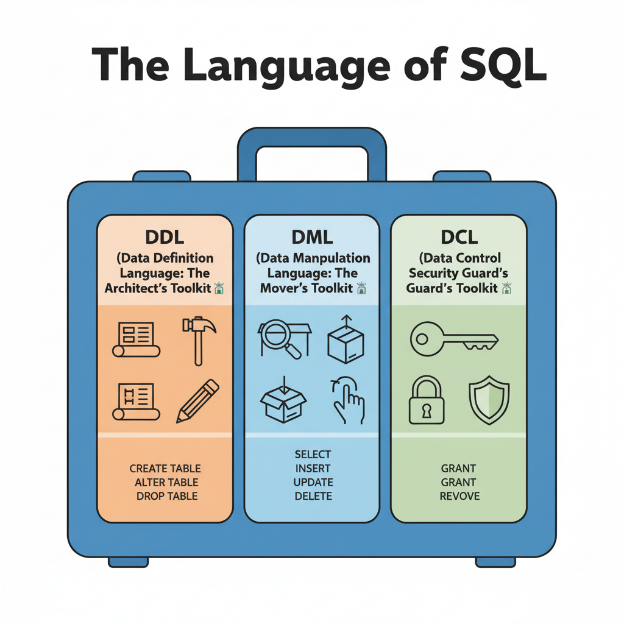 The Language of SQL
DDL
(Data Definition
Language: The
Architect's Toolkit
DML
(Data Manpulation
Language: The
Mover's Toolkit
DCL
(Data Control
Security Guard's
Guard's Toolkit
CREATE TABLE
ALTER TABLE
DROP TABLE
SELECT
INSERT
UPDATE
DELETE
GRANT
GRANT
REVOVE